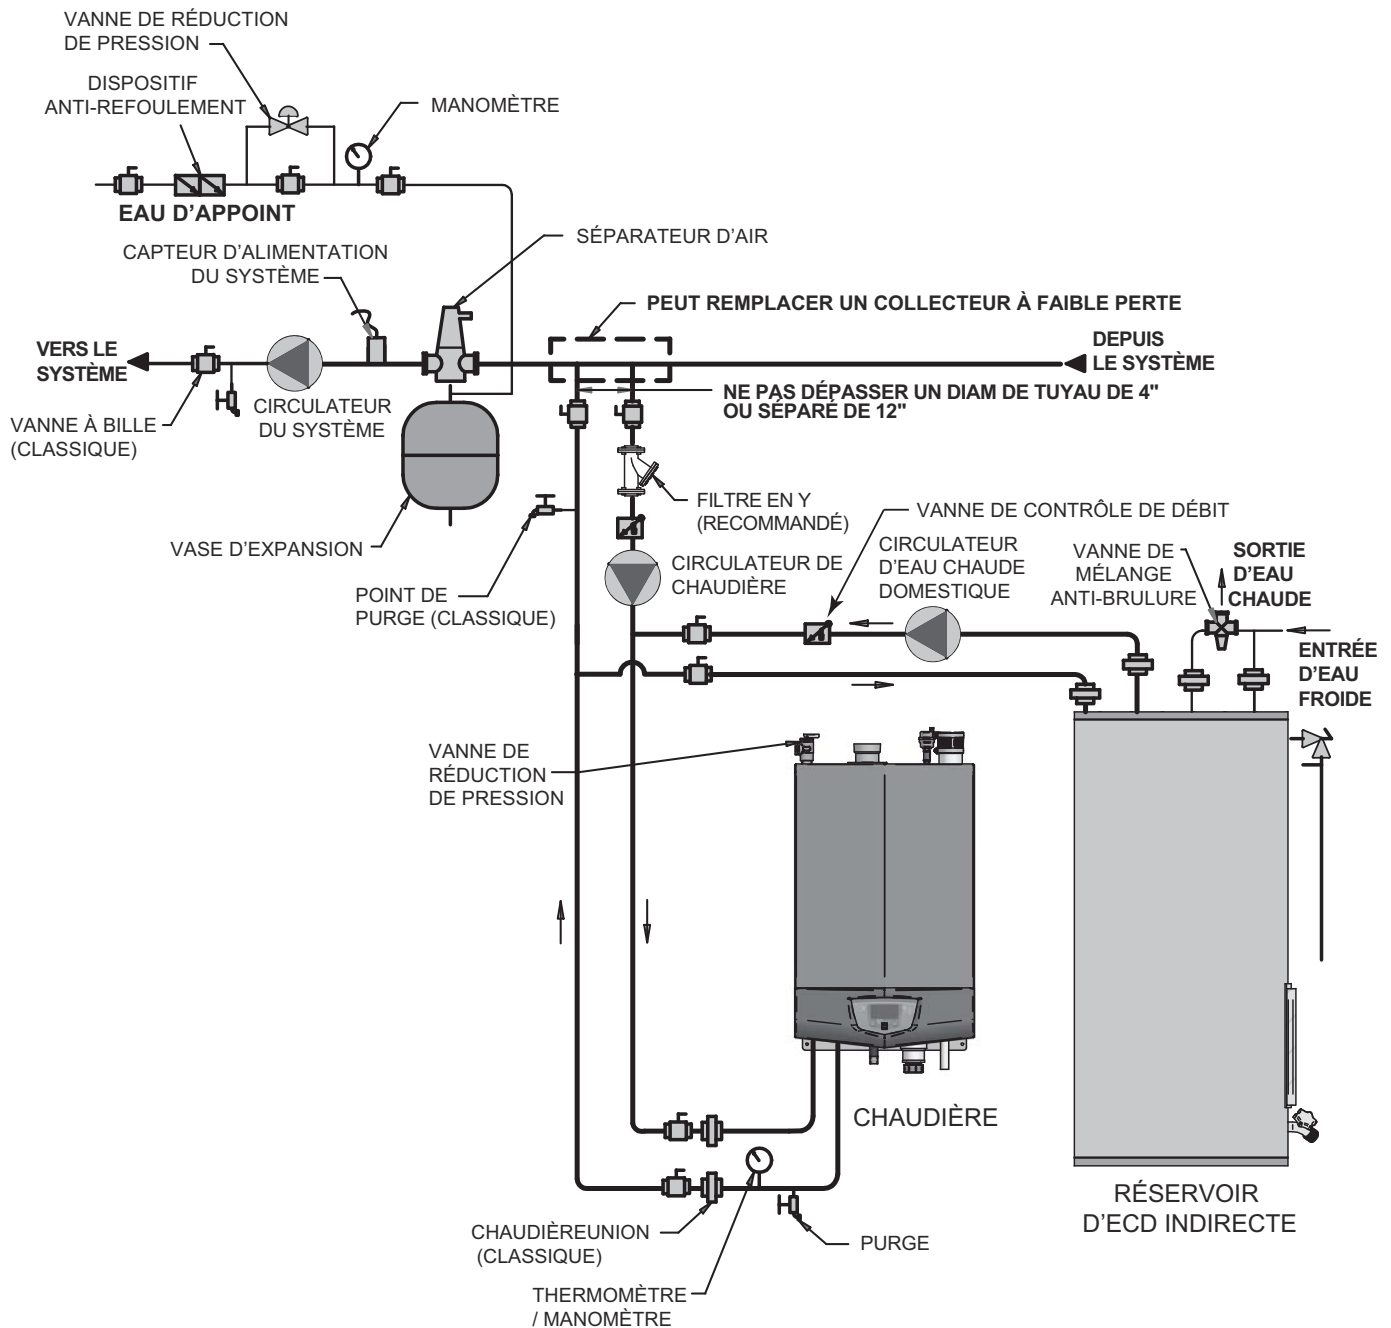 VANNE DE RÉDUCTION
DE PRESSION
DISPOSITIF
ANTI-REFOULEMENT
MANOMÈTRE
EAU D'APPOINT
SÉPARATEUR D'AIR
CAPTEUR D'ALIMENTATION
DU SYSTÈME
PEUT REMPLACER UN COLLECTEUR À FAIBLE PERTE
VERS LE
SYSTÈME
DEPUIS
LE SYSTÈME
NE PAS DÉPASSER UN DIAM DE TUYAU DE 4"
OU SÉPARÉ DE 12"
CIRCULATEUR
DU SYSTÈME
VANNE À BILLE
(CLASSIQUE)
FILTRE EN Y
(RECOMMANDÉ)
VANNE DE CONTRÔLE DE DÉBIT
VASE D'EXPANSION
CIRCULATEUR DE
CHAUDIÈRE
CIRCULATEUR
D'EAU CHAUDE
DOMESTIQUE
VANNE DE
MÉLANGE
ANTI-BRULURE
SORTIE
D'EAU
CHAUDE
POINT DE
PURGE (CLASSIQUE)
ENTRÉE
D'EAU
FROIDE
VANNE DE
RÉDUCTION
DE PRESSION
CHAUDIÈRE
RÉSERVOIR
D'ECD INDIRECTE
CHAUDIÈREUNION
(CLASSIQUE)
PURGE
THERMOMÈTRE
/ MANOMÈTRE